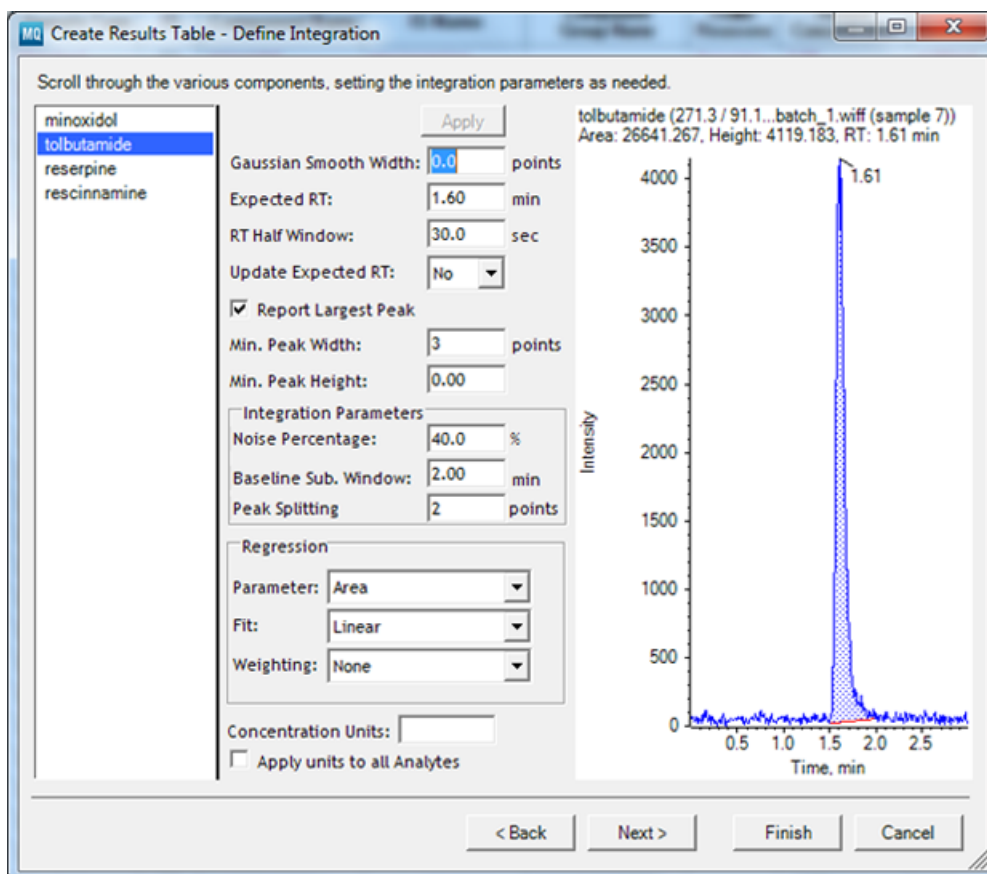 MQ Create Results Table - Define Integration
Scroll through the various components, setting the integration parameters as needed.
minoxidol
tolbutamide
reserpine
rescinnamine
Apply
Gaussian Smooth Width: 0.0 points
Expected RT: 1.60 min
RT Half Window: 30.0 sec
Update Expected RT: No
Report Largest Peak
Min. Peak Width: 3 points
Min. Peak Height: 0.00
Integration Parameters
Noise Percentage: 40.0 %
Baseline Sub. Window: 2.00 min
Peak Splitting 2 points
Regression
Parameter: Area
Fit: Linear
Weighting: None
Concentration Units:
Apply units to all Analytes
tolbutamide (271.3 / 91.1...batch_1.wiff (sample 7))
Area: 26641.267, Height: 4119.183, RT: 1.61 min
1.61
4000
3500
3000
2500
2000
1500
1000
500
0
Intensity
0.5 1.0 1.5 2.0 2.5
Time, min
< Back Next > Finish Cancel